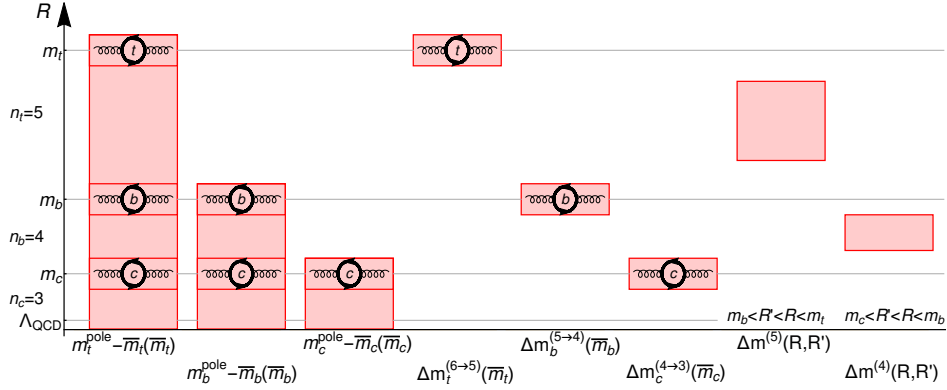 R
m_t
t
t
n_t=5
m_b
b
b
b
n_b=4
m_c
c
c
c
c
n_c=3
Λ_QCD
m_b<R'<R<m_t
m_c<R'<R<m_b
m_t^pole−m̅_t(m̅_t)
m_c^pole−m̅_c(m̅_c)
Δm_b^(5→4)(m̅_b)
Δm^(5)(R,R')
m_b^pole−m̅_b(m̅_b)
Δm_t^(6→5)(m̅_t)
Δm_c^(4→3)(m̅_c)
Δm^(4)(R,R')